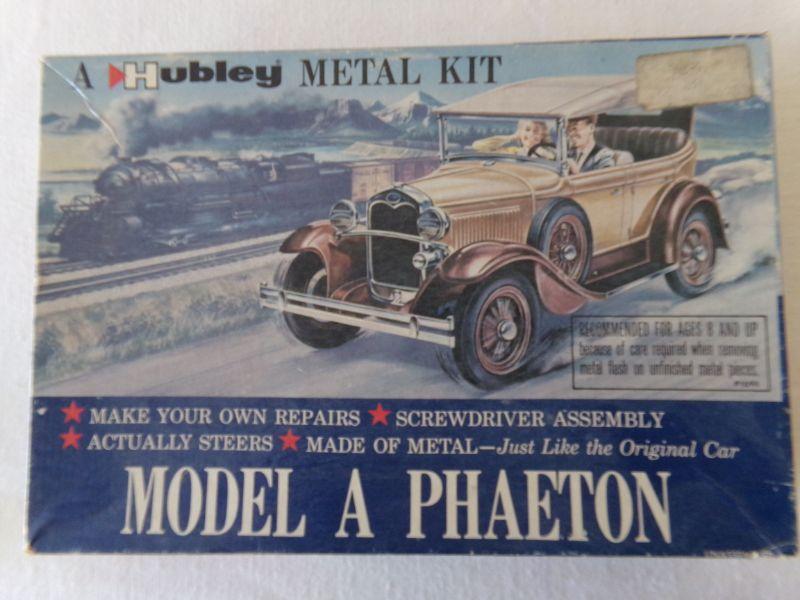 A Hubley METAL KIT
RECOMMENDED FOR AGES 8 AND UP
because of care required when removing
metal flash on unfinished metal pieces.
★ MAKE YOUR OWN REPAIRS ★ SCREWDRIVER ASSEMBLY
★ ACTUALLY STEERS ★ MADE OF METAL—Just Like the Original Car
MODEL A PHAETON